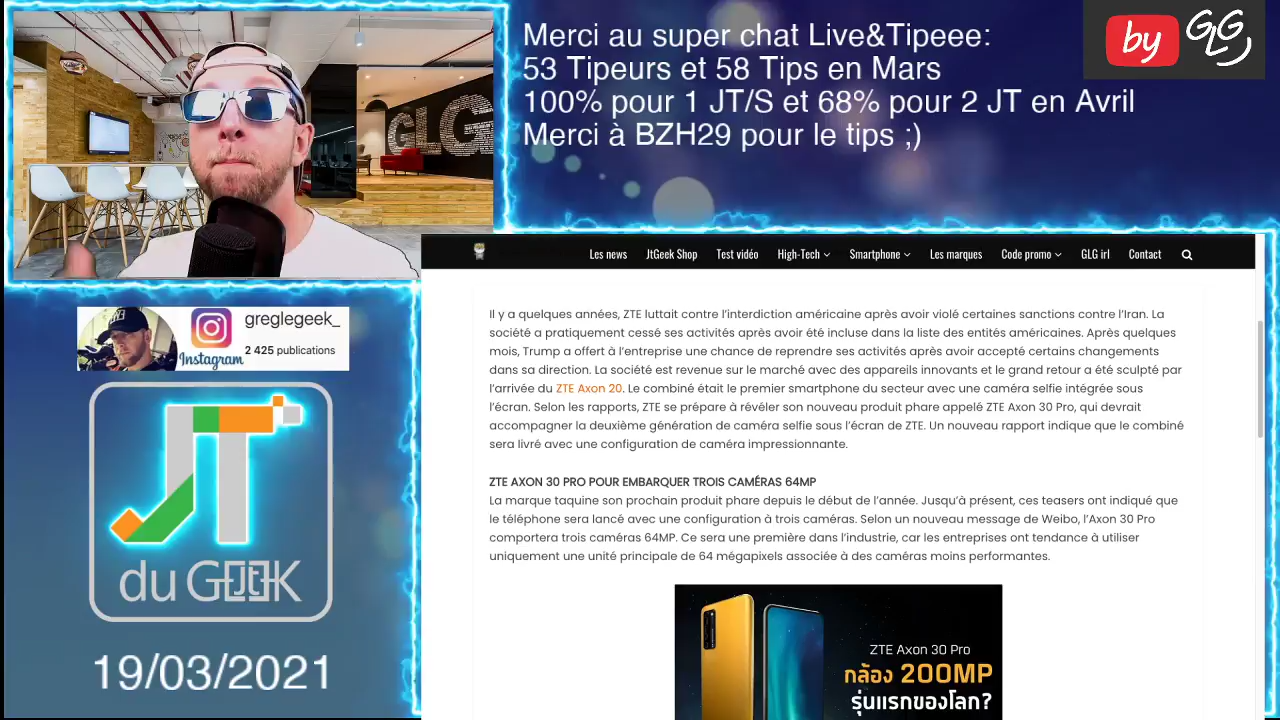 Merci au super chat Live&Tipeee:
53 Tipeurs et 58 Tips en Mars
100% pour 1 JT/S et 68% pour 2 JT en Avril
Merci à BZH29 pour le tips ;)
by GLG
GLG
greglegeek_
Instagram
2 425 publications
JT
du GEEK
19/03/2021
Les news JtGeek Shop Test vidéo High-Tech Smartphone Les marques Code promo GLG irl Contact
Il y a quelques années, ZTE luttait contre l’interdiction américaine après avoir violé certaines sanctions contre l’Iran. La
société a pratiquement cessé ses activités après avoir été incluse dans la liste des entités américaines. Après quelques
mois, Trump a offert à l’entreprise une chance de reprendre ses activités après avoir accepté certains changements
dans sa direction. La société est revenue sur le marché avec des appareils innovants et le grand retour a été sculpté par
l’arrivée du ZTE Axon 20. Le combiné était le premier smartphone du secteur avec une caméra selfie intégrée sous
l’écran. Selon les rapports, ZTE se prépare à révéler son nouveau produit phare appelé ZTE Axon 30 Pro, qui devrait
accompagner la deuxième génération de caméra selfie sous l’écran de ZTE. Un nouveau rapport indique que le combiné
sera livré avec une configuration de caméra impressionnante.
ZTE AXON 30 PRO POUR EMBARQUER TROIS CAMÉRAS 64MP
La marque taquine son prochain produit phare depuis le début de l’année. Jusqu’à présent, ces teasers ont indiqué que
le téléphone sera lancé avec une configuration à trois caméras. Selon un nouveau message de Weibo, l’Axon 30 Pro
comportera trois caméras 64MP. Ce sera une première dans l’industrie, car les entreprises ont tendance à utiliser
uniquement une unité principale de 64 mégapixels associée à des caméras moins performantes.
ZTE Axon 30 Pro
กล้อง 200MP
รุ่นแรกของโลก?